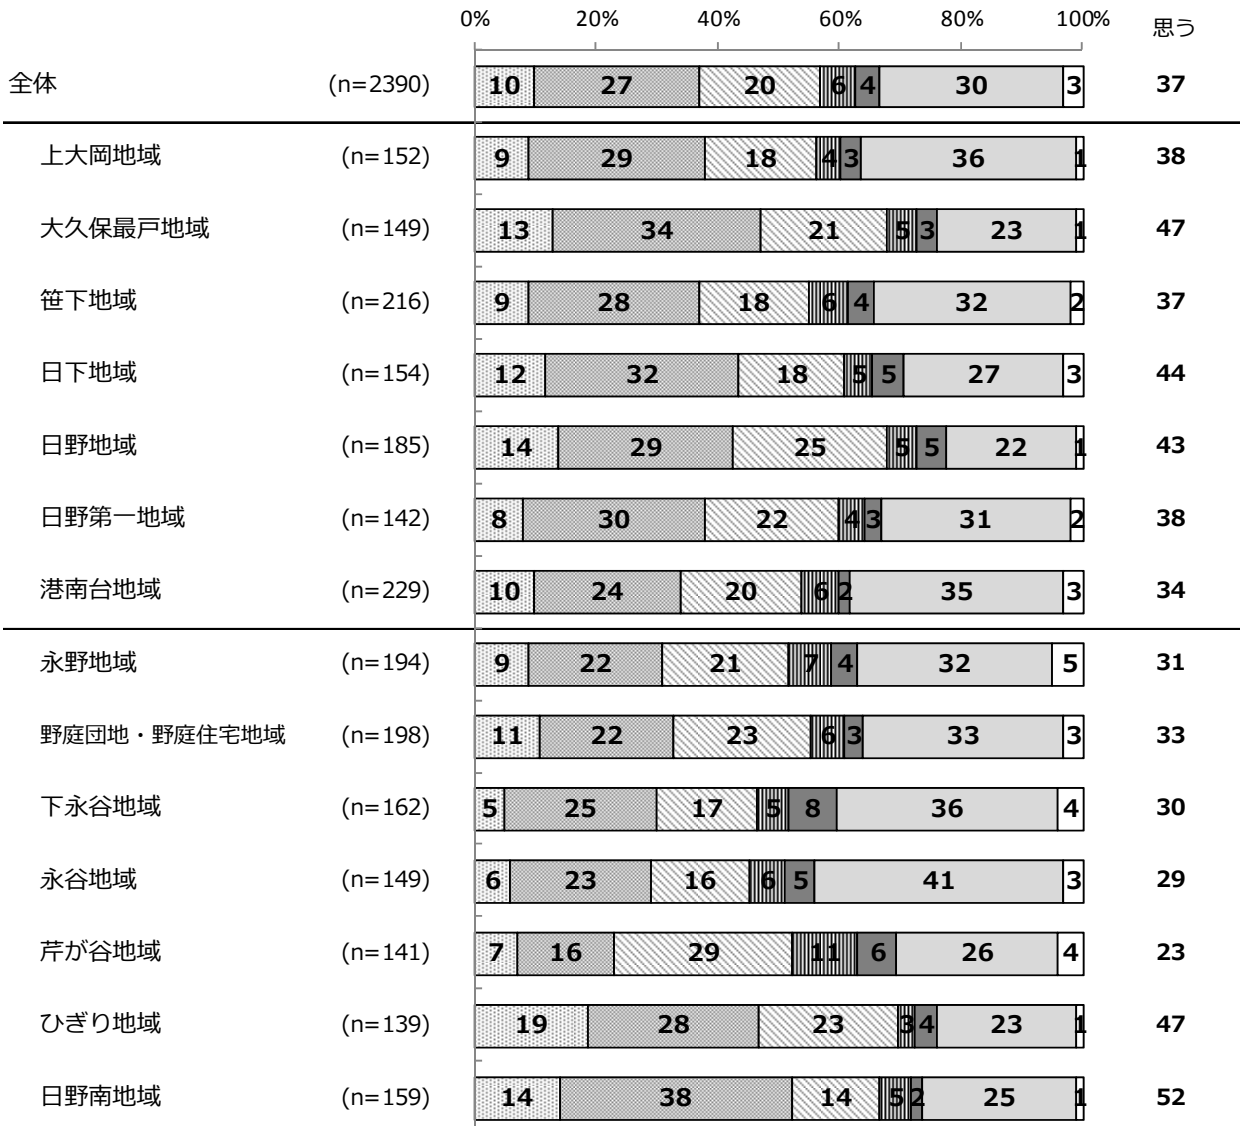 0% 20% 40% 60% 80% 100% 思う
全体 (n=2390) 10 27 20 6 4 30 3 37
上大岡地域 (n=152) 9 29 18 4 3 36 1 38
大久保最戸地域 (n=149) 13 34 21 5 3 23 1 47
笹下地域 (n=216) 9 28 18 6 4 32 2 37
日下地域 (n=154) 12 32 18 5 5 27 3 44
日野地域 (n=185) 14 29 25 5 5 22 1 43
日野第一地域 (n=142) 8 30 22 4 3 31 2 38
港南台地域 (n=229) 10 24 20 6 2 35 3 34
永野地域 (n=194) 9 22 21 7 4 32 5 31
野庭団地・野庭住宅地域 (n=198) 11 22 23 6 3 33 3 33
下永谷地域 (n=162) 5 25 17 5 8 36 4 30
永谷地域 (n=149) 6 23 16 6 5 41 3 29
芹が谷地域 (n=141) 7 16 29 11 6 26 4 23
ひぎり地域 (n=139) 19 28 23 3 4 23 1 47
日野南地域 (n=159) 14 38 14 5 2 25 1 52